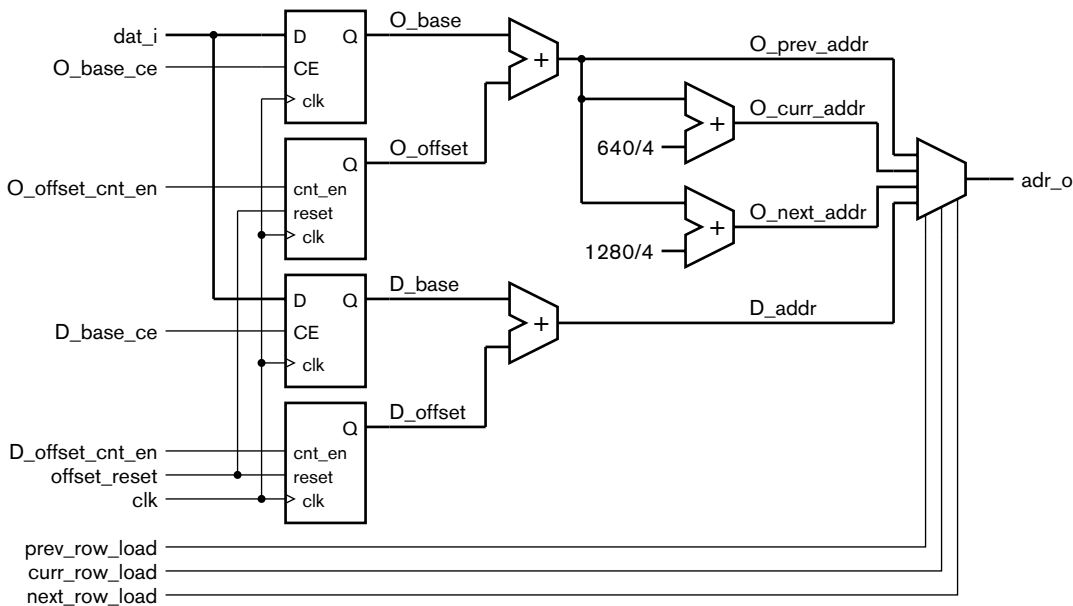 dat_i
D
Q
O_base
O_base_ce
CE
clk
+
O_prev_addr
+
O_curr_addr
640/4
Q
O_offset
O_offset_cnt_en
cnt_en
reset
clk
adr_o
+
O_next_addr
1280/4
D
Q
D_base
D_base_ce
CE
clk
+
D_addr
Q
D_offset
D_offset_cnt_en
cnt_en
offset_reset
reset
clk
clk
prev_row_load
curr_row_load
next_row_load